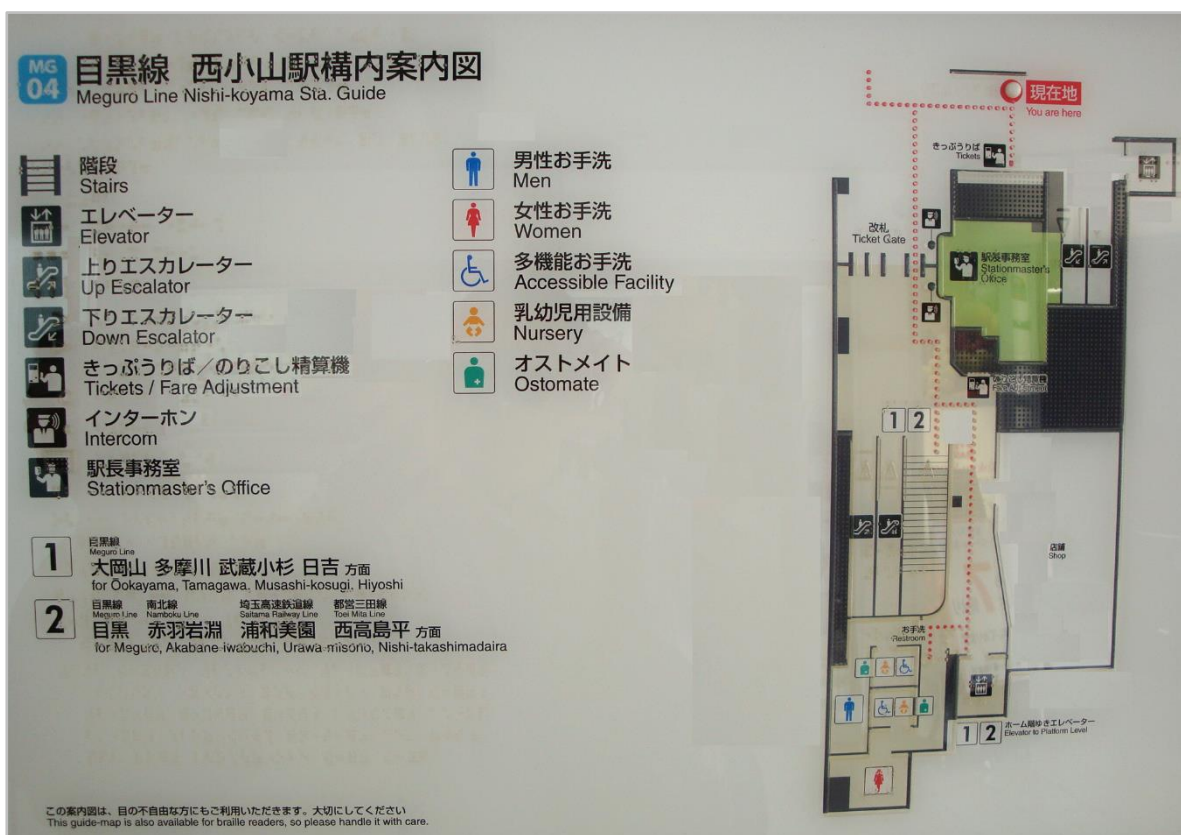 MG
04
目黒線 西小山駅構内案内図
Meguro Line Nishi-koyama Sta. Guide
階段
Stairs
エレベーター
Elevator
上りエスカレーター
Up Escalator
下りエスカレーター
Down Escalator
きっぷうりば/のりこし精算機
Tickets / Fare Adjustment
インターホン
Intercom
駅長事務室
Stationmaster's Office
男性お手洗
Men
女性お手洗
Women
多機能お手洗
Accessible Facility
乳幼児用設備
Nursery
オストメイト
Ostomate
1
目黒線
Meguro Line
大岡山 多摩川 武蔵小杉 日吉 方面
for Ōokayama, Tamagawa, Musashi-kosugi, Hiyoshi
2
目黒線 南北線 埼玉高速鉄道線 都営三田線
Meguro Line Namboku Line Saitama Railway Line Toei Mita Line
目黒 赤羽岩淵 浦和美園 西高島平 方面
for Meguro, Akabane-iwabuchi, Urawa-misono, Nishi-takashimadaira
この案内図は、目の不自由な方にもご利用いただきます。大切にしてください
This guide-map is also available for braille readers, so please handle it with care.
現在地
You are here
きっぷうりば
Tickets
改札
Ticket Gate
駅長事務室
Stationmaster's
Office
1 2
店舗
Shop
お手洗
Restroom
1 2
ホーム階ゆきエレベーター
Elevator to Platform Level